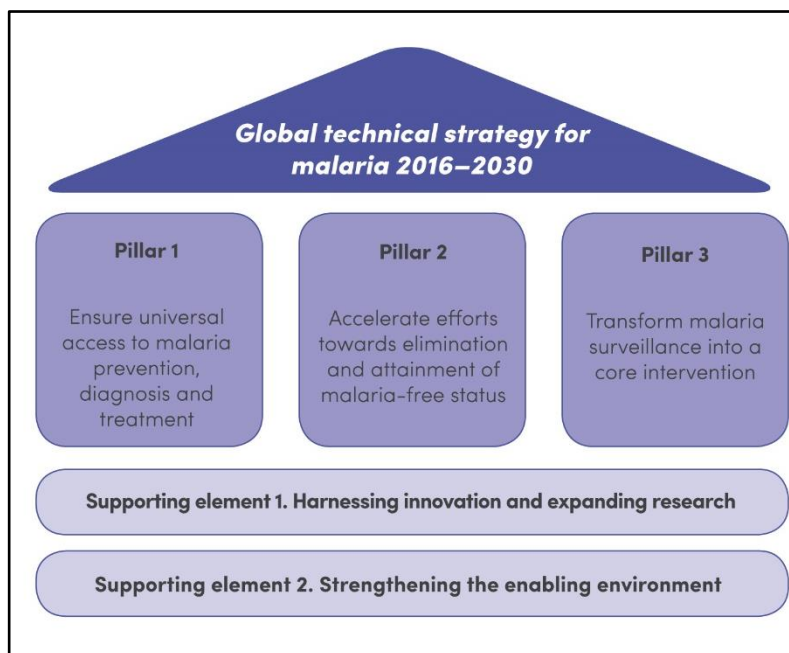 Global technical strategy for
malaria 2016–2030
Pillar 1
Ensure universal
access to malaria
prevention,
diagnosis and
treatment
Pillar 2
Accelerate efforts
towards elimination
and attainment of
malaria-free status
Pillar 3
Transform malaria
surveillance into a
core intervention
Supporting element 1. Harnessing innovation and expanding research
Supporting element 2. Strengthening the enabling environment